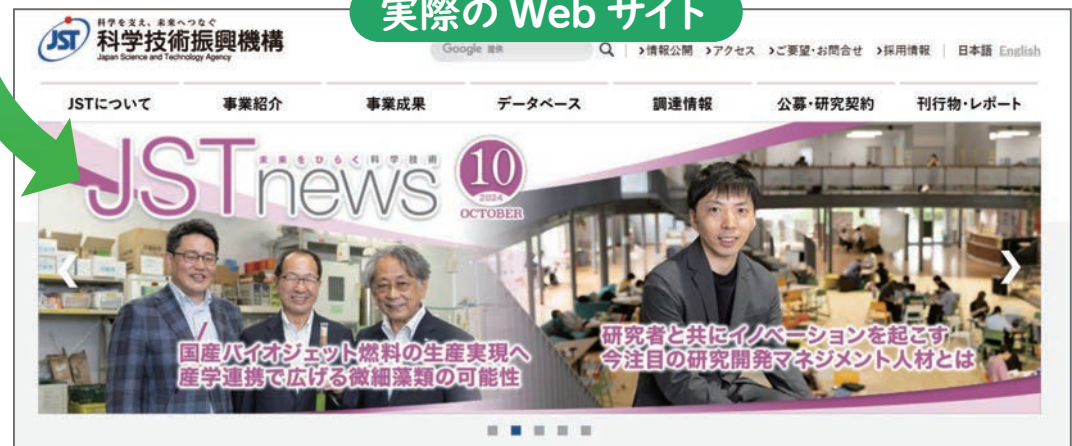 実際の Web サイト
科学を支え、未来へつなぐ
JST 科学技術振興機構
Japan Science and Technology Agency
Google 提供
>情報公開 >アクセス >ご要望・お問合せ >採用情報 | 日本語 English
JSTについて 事業紹介 事業成果 データベース 調達情報 公募・研究契約 刊行物・レポート
JSTnews
未来をひらく科学技術
10
2024
OCTOBER
国産バイオジェット燃料の生産実現へ
産学連携で広げる微細藻類の可能性
研究者と共にイノベーションを起こす
今注目の研究開発マネジメント人材とは